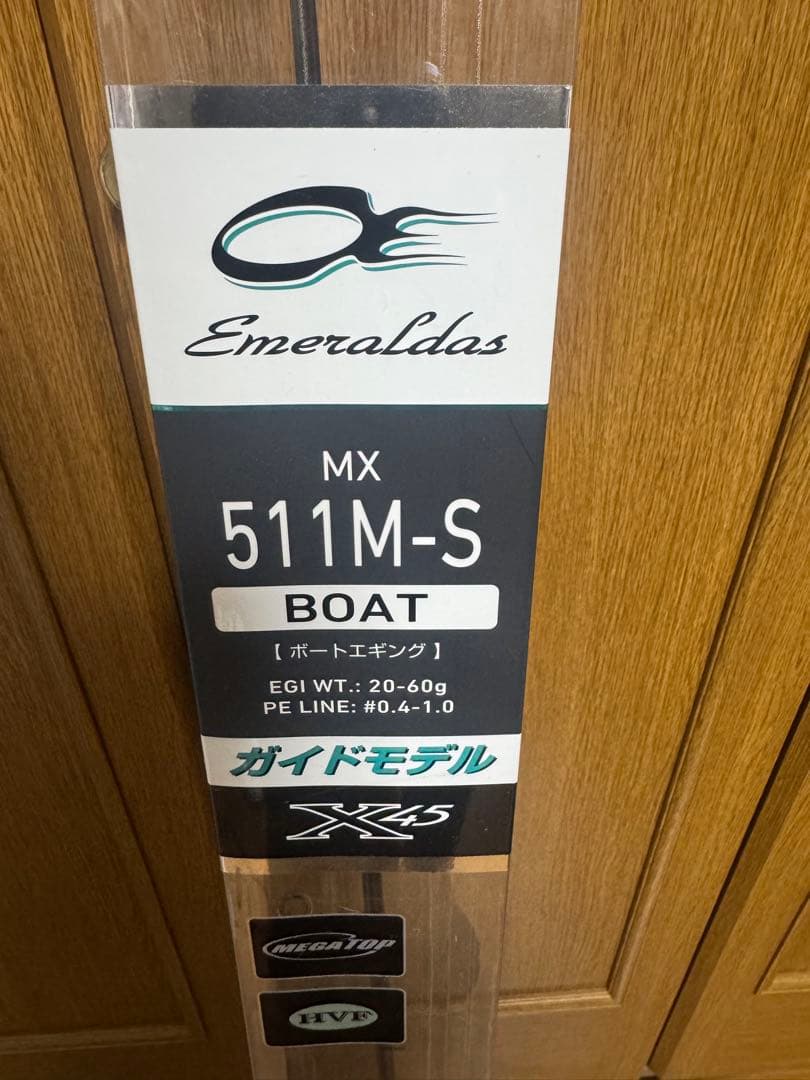 Emeraldas
MX
511M-S
BOAT
【ボートエギング】
EGI WT.: 20-60g
PE LINE: #0.4-1.0
ガイドモデル
X45
MEGATOP
HVF